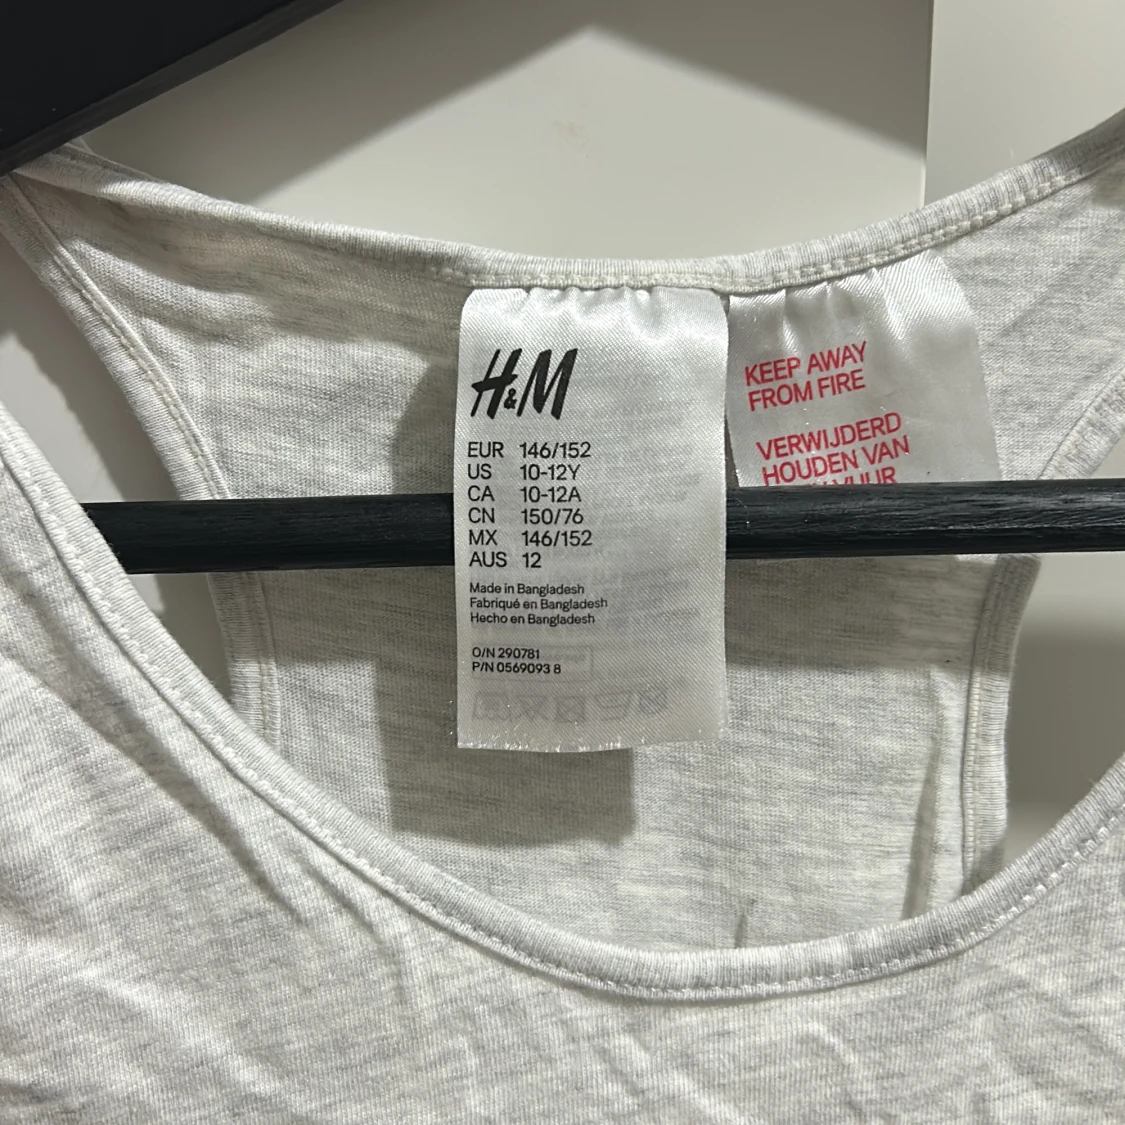 H&M
EUR 146/152
US 10-12Y
CA 10-12A
CN 150/76
MX 146/152
AUS 12
Made in Bangladesh
Fabriqué en Bangladesh
Hecho en Bangladesh
O/N 290781
P/N 0569093 8
KEEP AWAY
FROM FIRE
VERWIJDERD
HOUDEN VAN
VUUR